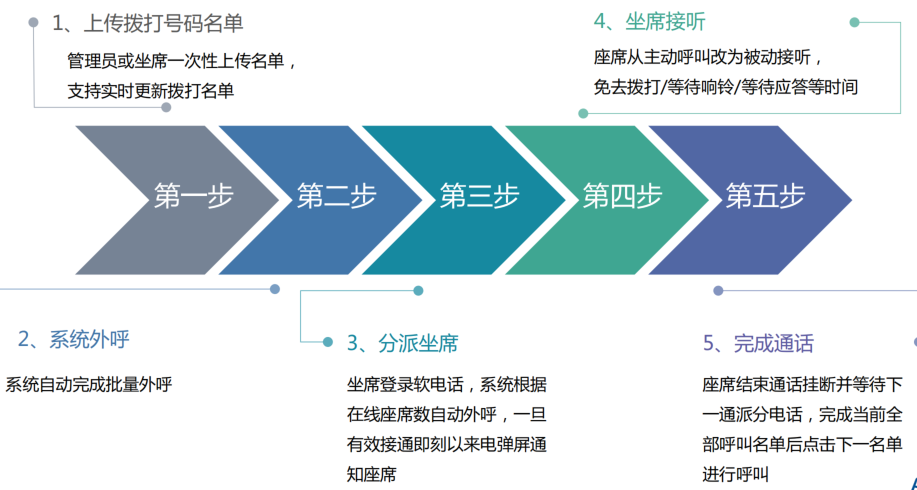 1、上传拨打号码名单
管理员或坐席一次性上传名单，
支持实时更新拨打名单
4、坐席接听
座席从主动呼叫改为被动接听，
免去拨打/等待响铃/等待应答等时间
第一步
第二步
第三步
第四步
第五步
2、系统外呼
系统自动完成批量外呼
3、分派坐席
坐席登录软电话，系统根据
在线座席数自动外呼，一旦
有效接通即刻以来电弹屏通
知座席
5、完成通话
座席结束通话挂断并等待下
一通派分电话，完成当前全
部呼叫名单后点击下一名单
进行呼叫